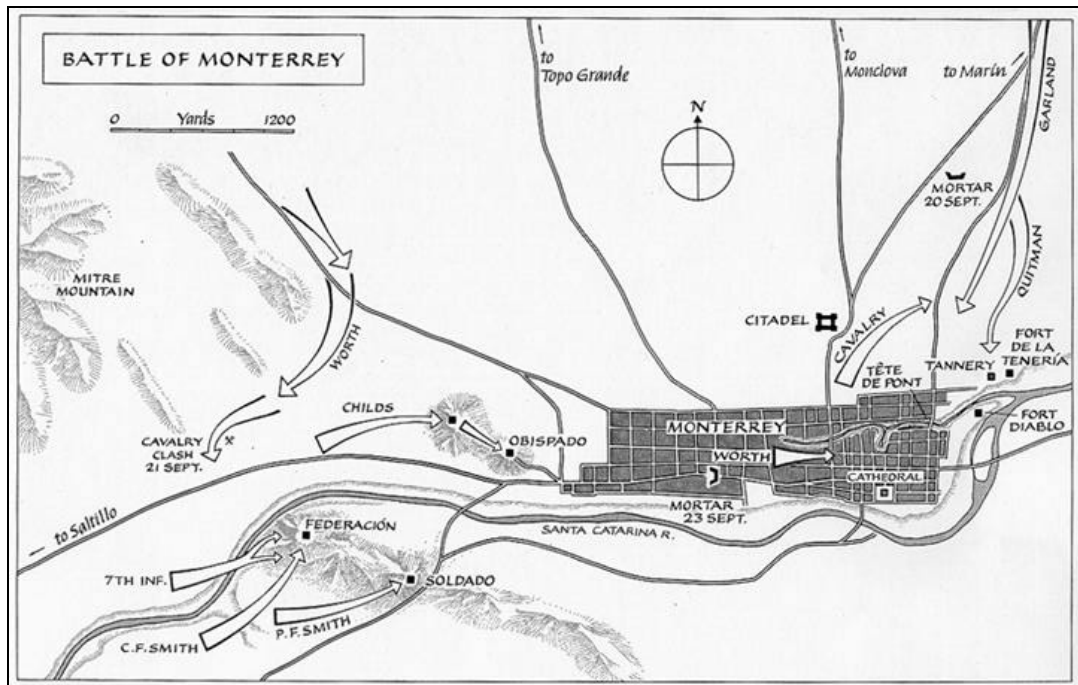 BATTLE OF MONTERREY
0 Yards 1200
to
Topo Grande
to
Monclova
to Marín
GARLAND
N
MORTAR
20 SEPT.
QUITMAN
MITRE
MOUNTAIN
WORTH
CITADEL
CAVALRY
FORT
DE LA
TENERÍA
TANNERY
TÊTE
DE PONT
CHILDS
OBISPADO
MONTERREY
FORT
DIABLO
CAVALRY
CLASH
21 SEPT.
WORTH
CATHEDRAL
MORTAR
23 SEPT.
to Saltillo
FEDERACIÓN
SANTA CATARINA R.
7TH INF.
SOLDADO
P.F. SMITH
C.F. SMITH